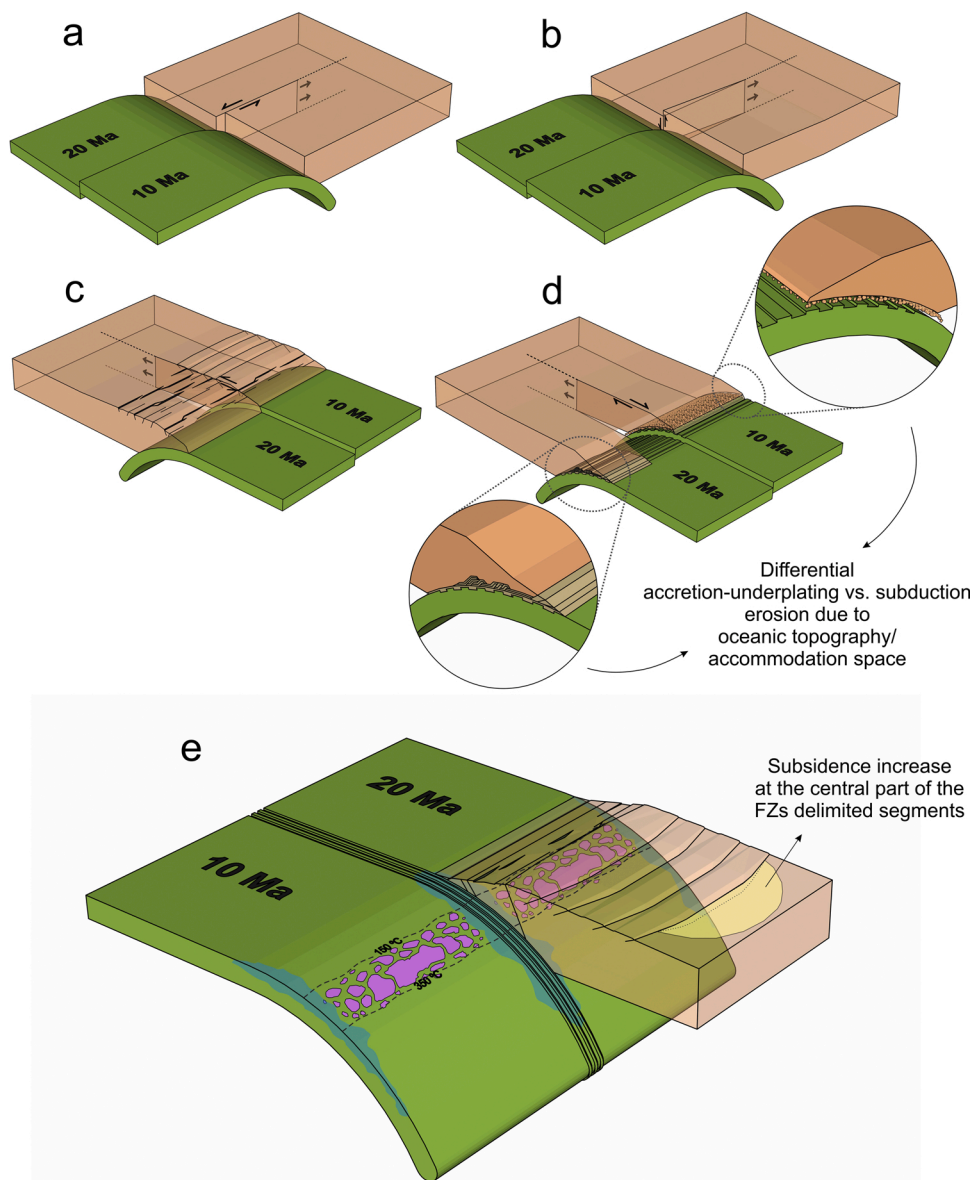 a
b
20 Ma
10 Ma
20 Ma
10 Ma
c
d
10 Ma
20 Ma
10 Ma
20 Ma
Differential
accretion-underplating vs. subduction
erosion due to
oceanic topography/
accommodation space
e
20 Ma
10 Ma
Subsidence increase
at the central part of the
FZs delimited segments
150 ºC
350 ºC